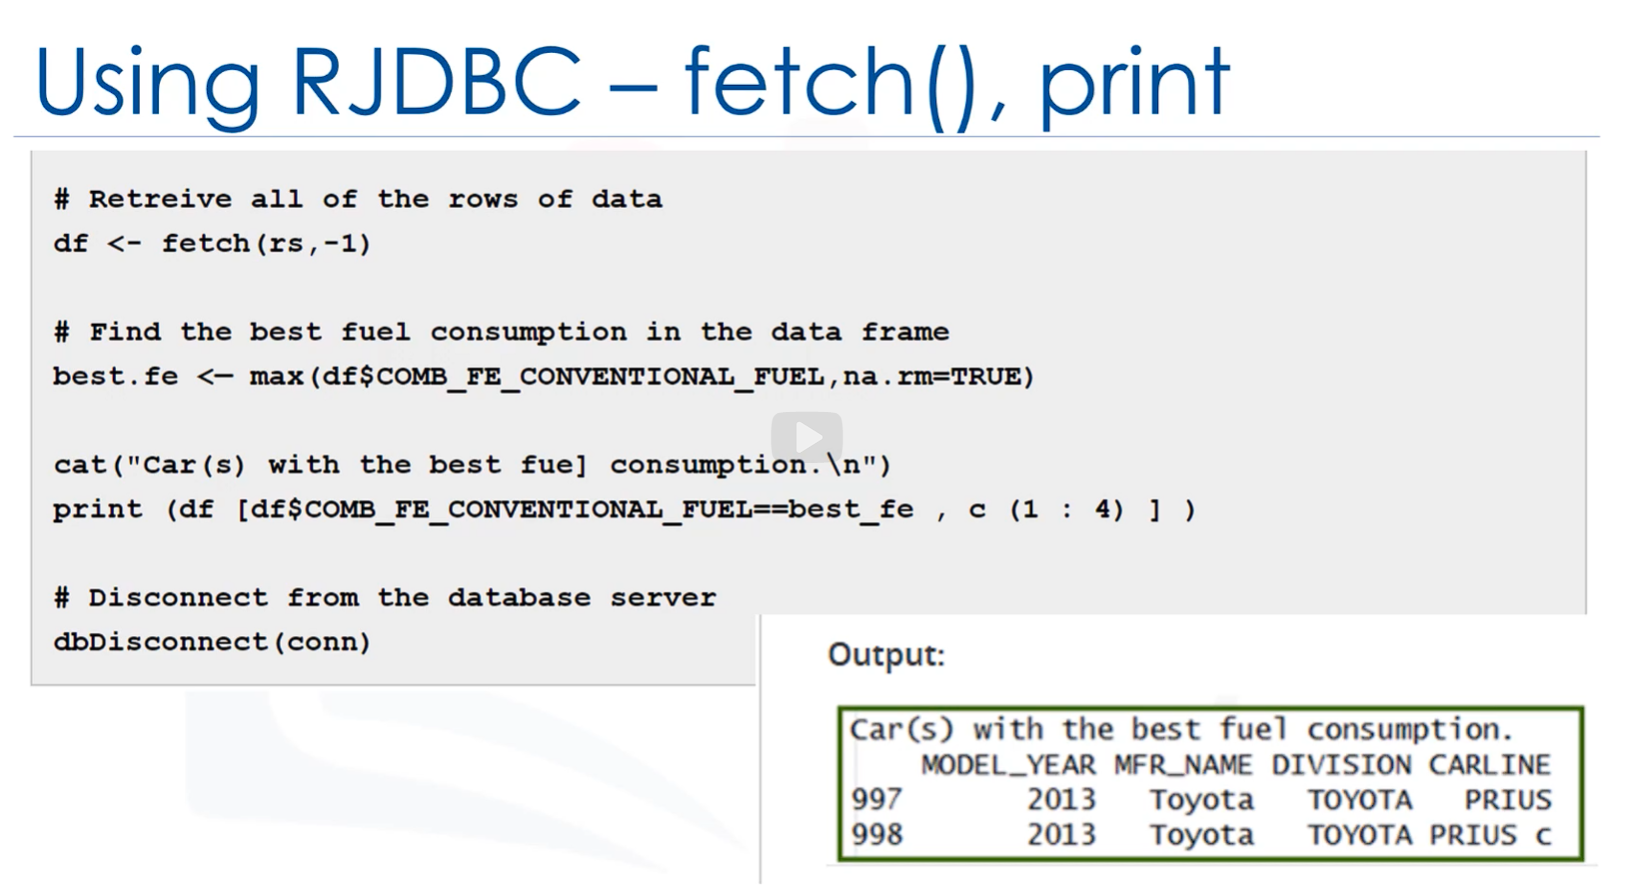 Using RJDBC – fetch(), print
# Retreive all of the rows of data
df <- fetch(rs,-1)
# Find the best fuel consumption in the data frame
best.fe <— max(df$COMB_FE_CONVENTIONAL_FUEL,na.rm=TRUE)
cat("Car(s) with the best fue] consumption.\n")
print (df [df$COMB_FE_CONVENTIONAL_FUEL==best_fe , c (1 : 4) ] )
# Disconnect from the database server
dbDisconnect(conn)
Output:
Car(s) with the best fuel consumption.
MODEL_YEAR MFR_NAME DIVISION CARLINE
997 2013 Toyota TOYOTA PRIUS
998 2013 Toyota TOYOTA PRIUS c